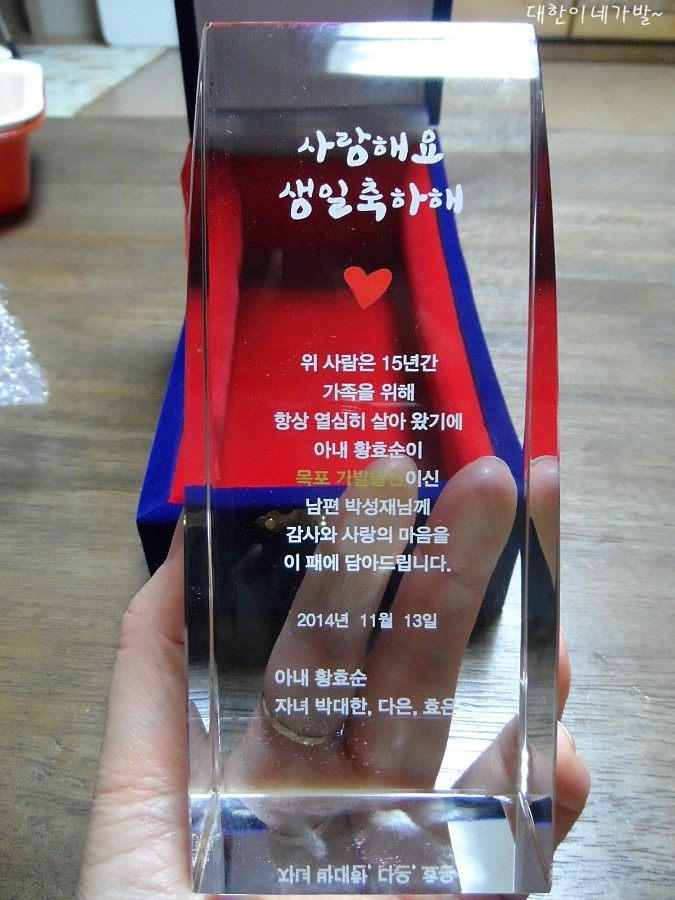 대한이네가발~
사랑해요
생일축하해
위 사람은 15년간
가족을 위해
항상 열심히 살아 왔기에
아내 황효순이
목포 가발달인이신
남편 박성재님께
감사와 사랑의 마음을
이 패에 담아드립니다.
2014년 11월 13일
아내 황효순
자녀 박대한, 다은, 효은